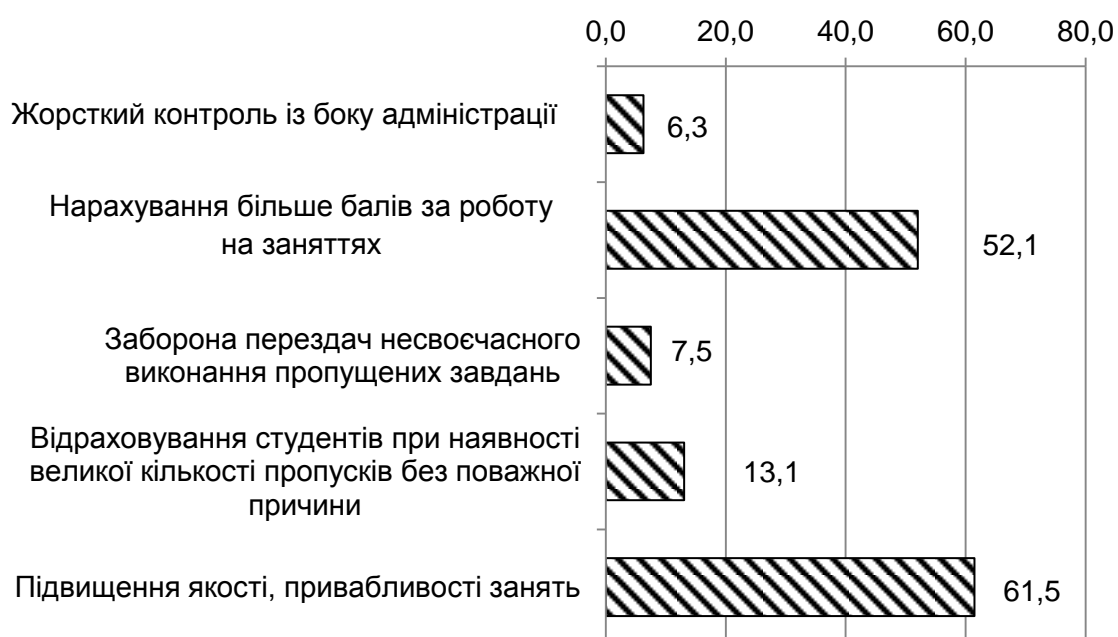 0,0 20,0 40,0 60,0 80,0
Жорсткий контроль із боку адміністрації
6,3
Нарахування більше балів за роботу
на заняттях
52,1
Заборона перездач несвоєчасного
виконання пропущених завдань
7,5
Відраховування студентів при наявності
великої кількості пропусків без поважної
причини
13,1
Підвищення якості, привабливості занять
61,5